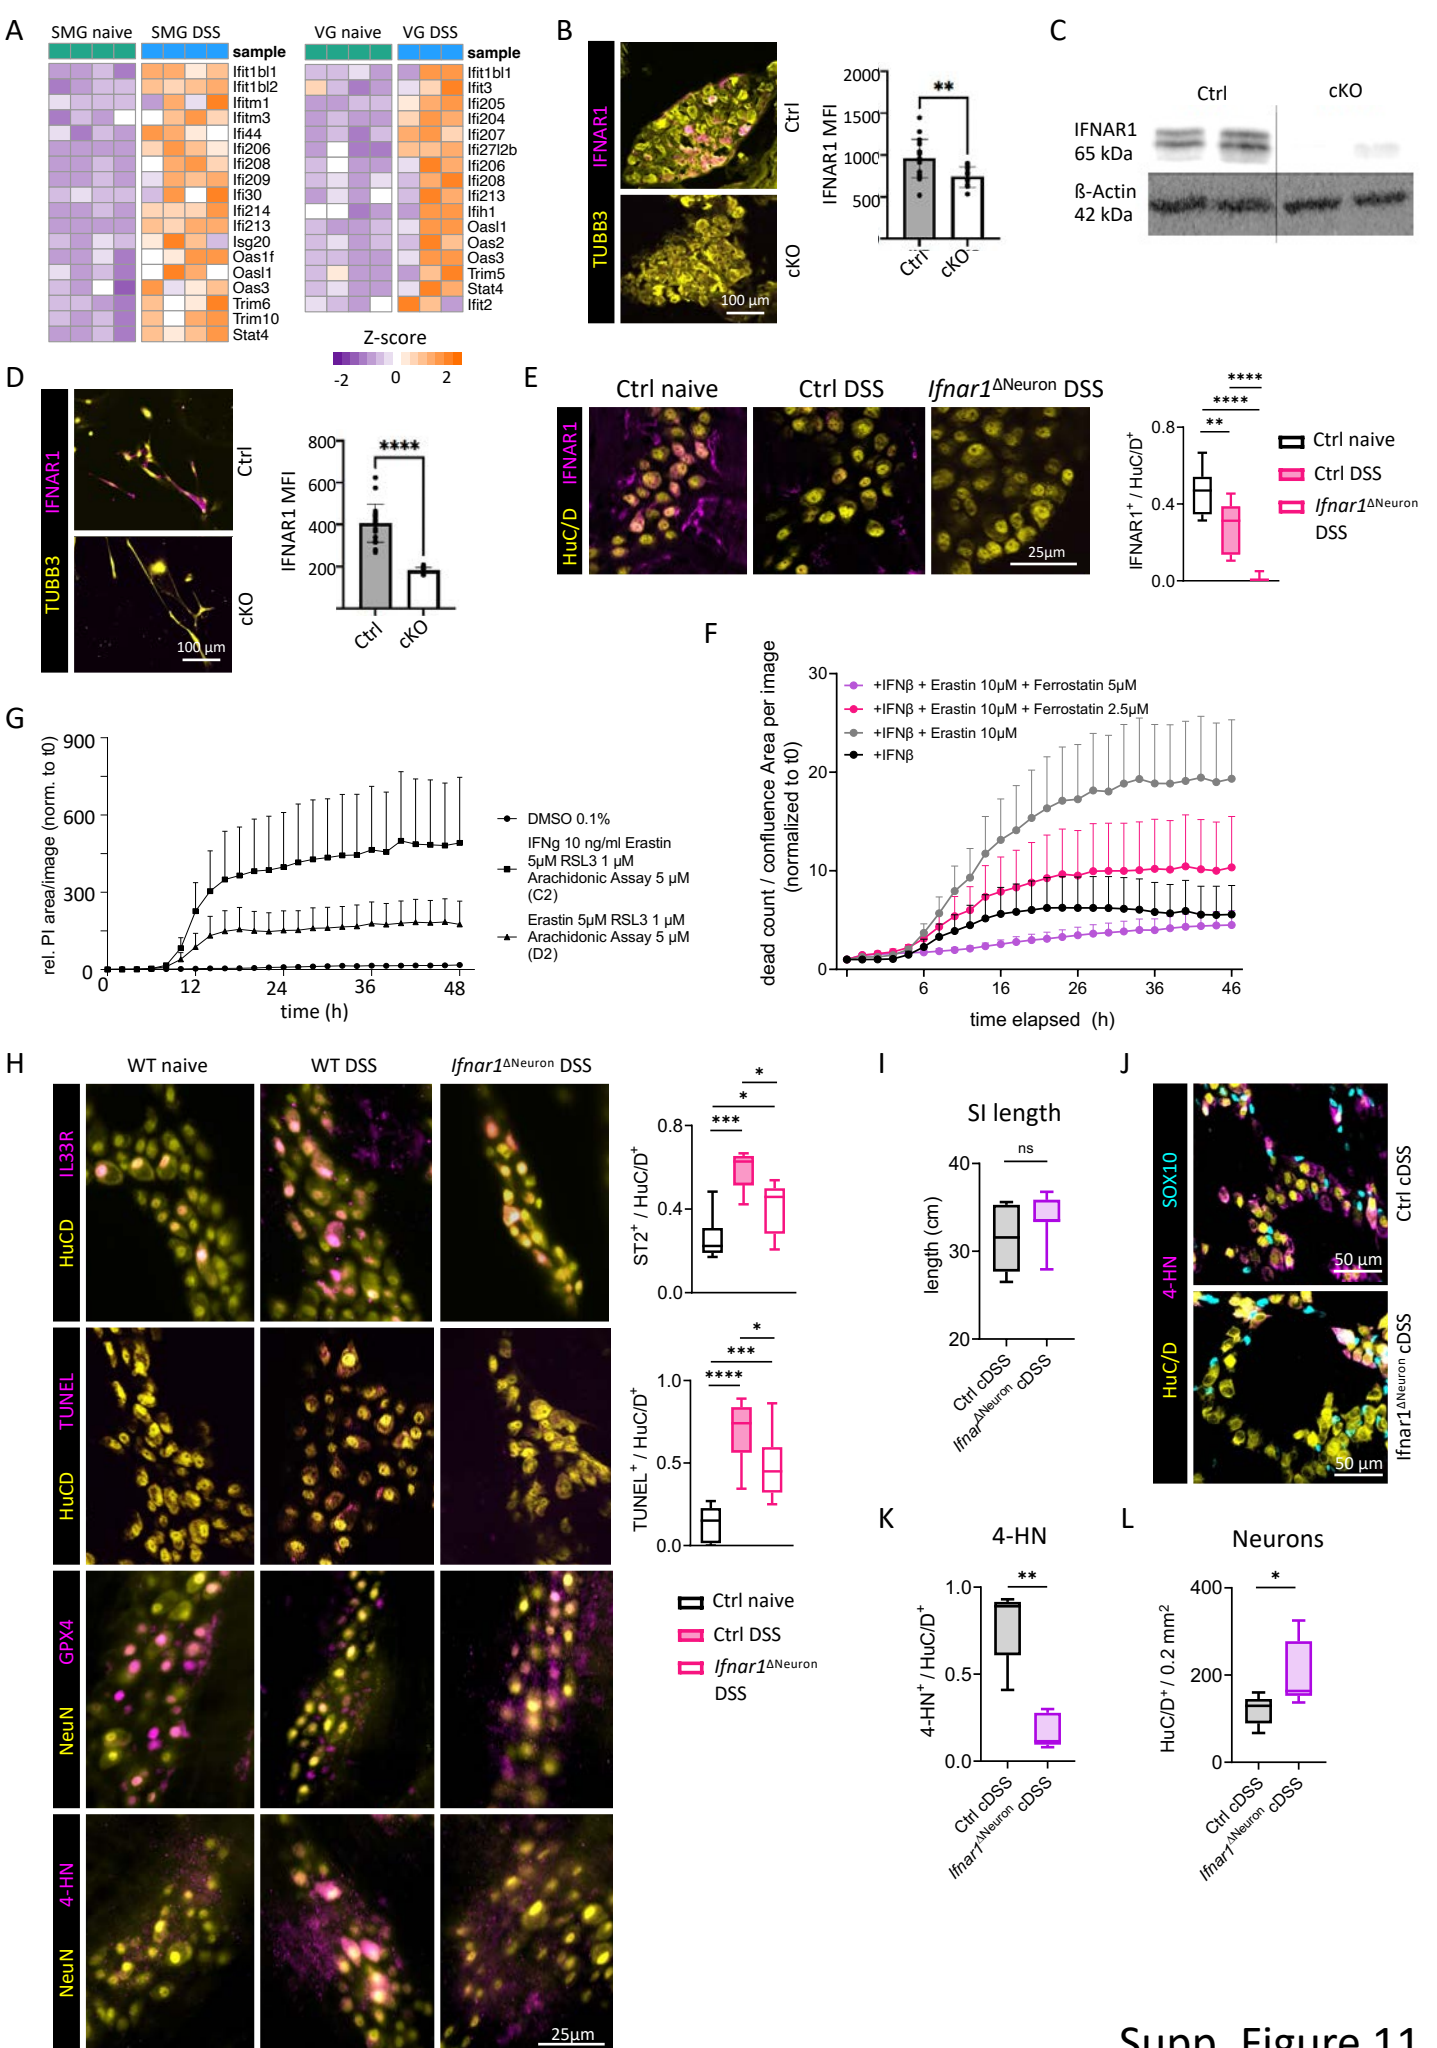 A
SMG naive
SMG DSS
sample
Ifit1bl1
Ifit1bl2
Ifitm1
Ifitm3
Ifi44
Ifi206
Ifi208
Ifi209
Ifi30
Ifi214
Ifi213
Isg20
Oas1f
Oasl1
Oas3
Trim6
Trim10
Stat4
VG naive
VG DSS
sample
Ifit1bl1
Ifit3
Ifi205
Ifi204
Ifi207
Ifi27l2b
Ifi206
Ifi208
Ifi213
Ifih1
Oasl1
Oas2
Oas3
Trim5
Stat4
Ifit2
Z-score
-2
0
2
B
IFNAR1
TUBB3
Ctrl
cKO
100 µm
IFNAR1 MFI
2000
1500
1000
500
**
Ctrl
cKO
C
Ctrl
cKO
IFNAR1
65 kDa
ß-Actin
42 kDa
D
IFNAR1
TUBB3
Ctrl
cKO
100 µm
IFNAR1 MFI
800
600
400
200
****
Ctrl
cKO
E
Ctrl naive
Ctrl DSS
Ifnar1ΔNeuron DSS
IFNAR1
HuC/D
25µm
IFNAR1+ / HuC/D+
0.8
0.4
0.0
****
****
**
Ctrl naive
Ctrl DSS
Ifnar1ΔNeuron
DSS
F
dead count / confluence Area per image
(normalized to t0)
30
20
10
0
+IFNβ + Erastin 10µM + Ferrostatin 5µM
+IFNβ + Erastin 10µM + Ferrostatin 2.5µM
+IFNβ + Erastin 10µM
+IFNβ
6
16
26
36
46
time elapsed (h)
G
rel. PI area/image (norm. to t0)
900
600
300
0
0
12
24
36
48
time (h)
DMSO 0.1%
IFNg 10 ng/ml Erastin
5µM RSL3 1 µM
Arachidonic Assay 5 µM
(C2)
Erastin 5µM RSL3 1 µM
Arachidonic Assay 5 µM
(D2)
H
WT naive
WT DSS
Ifnar1ΔNeuron DSS
IL33R
HuCD
TUNEL
HuCD
GPX4
NeuN
4-HN
NeuN
25µm
ST2+ / HuC/D+
0.8
0.4
0.0
*
*
***
TUNEL+ / HuC/D+
1.0
0.5
0.0
*
***
****
Ctrl naive
Ctrl DSS
Ifnar1ΔNeuron
DSS
I
SI length
length (cm)
40
30
20
ns
Ctrl cDSS
IfnarΔNeuron cDSS
J
SOX10
4-HN
HuC/D
50 µm
50 µm
Ctrl cDSS
Ifnar1ΔNeuron cDSS
K
4-HN
4-HN+ / HuC/D+
1.0
0.5
0.0
**
Ctrl cDSS
Ifnar1ΔNeuron cDSS
L
Neurons
HuC/D+ / 0.2 mm2
400
200
0
*
Ctrl cDSS
Ifnar1ΔNeuron cDSS
Supp. Figure 11